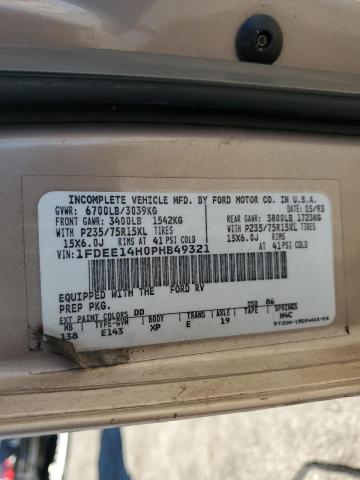 INCOMPLETE VEHICLE MFD. BY FORD MOTOR CO. IN U.S.A.
GVWR: 6700LB/3039KG 05/93
FRONT GAWR: 3400LB 1542KG REAR GAWR: 3800LB 1723KG
WITH P235/75R15XL TIRES WITH P235/75R15XL TIRES
15X6.0J RIMS AT 41 PSI COLD 15X6.0J RIMS
AT 41 PSI COLD
VIN: 1FDEE14H0PHB49321
EQUIPPED WITH THE FORD RV
PREP PKG.
EXT PAINT COLORS DD DSO 86
WB TYPE-GVW BODY TRANS AXLE SPRINGS
138 E143 XP E 19 H4C